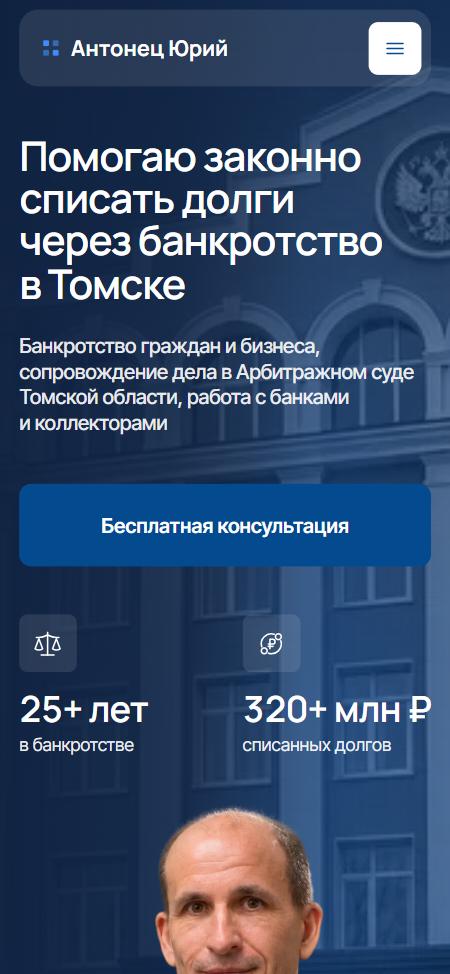 Антонец Юрий
Помогаю законно
списать долги
через банкротство
в Томске
Банкротство граждан и бизнеса,
сопровождение дела в Арбитражном суде
Томской области, работа с банками
и коллекторами
Бесплатная консультация
25+ лет
в банкротстве
320+ млн ₽
списанных долгов